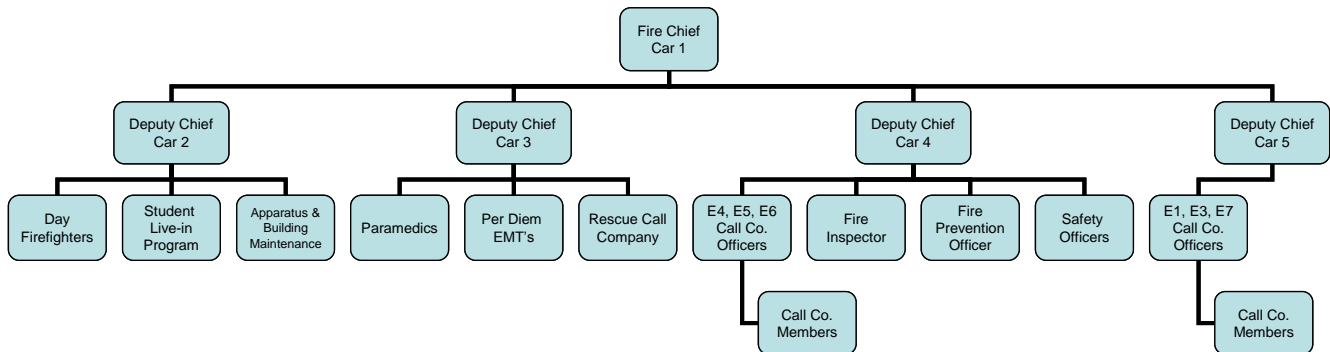 Fire Chief
Car 1
Deputy Chief
Car 2
Deputy Chief
Car 3
Deputy Chief
Car 4
Deputy Chief
Car 5
Day
Firefighters
Student
Live-in
Program
Apparatus &
Building
Maintenance
Paramedics
Per Diem
EMT's
Rescue Call
Company
E4, E5, E6
Call Co.
Officers
Fire
Inspector
Fire
Prevention
Officer
Safety
Officers
E1, E3, E7
Call Co.
Officers
Call Co.
Members
Call Co.
Members